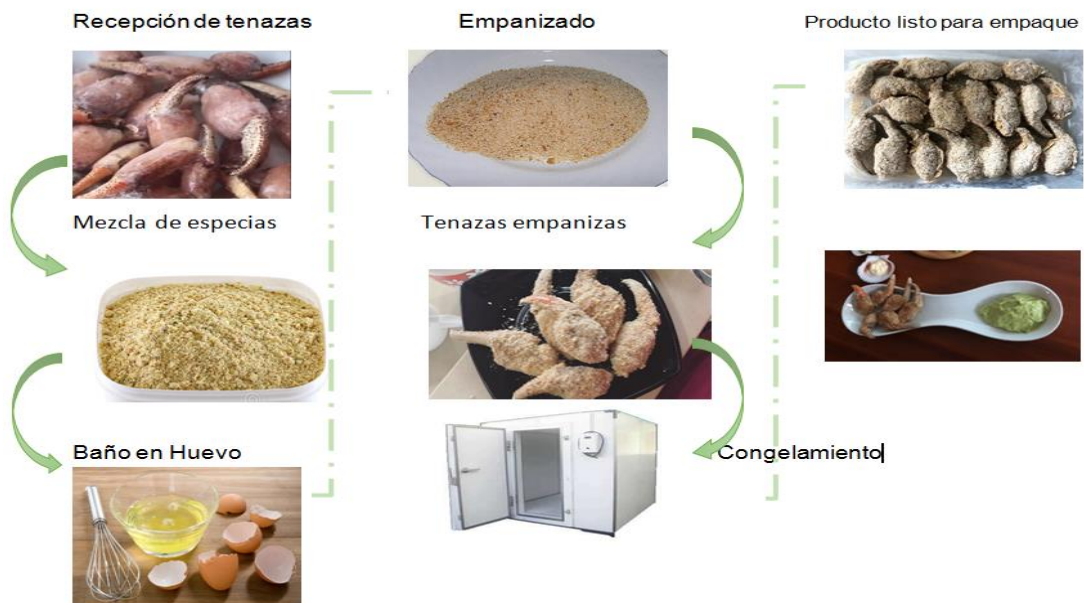 Recepción de tenazas
Mezcla de especias
Baño en Huevo
Empanizado
Tenazas empanizas
Congelamiento
Producto listo para empaque